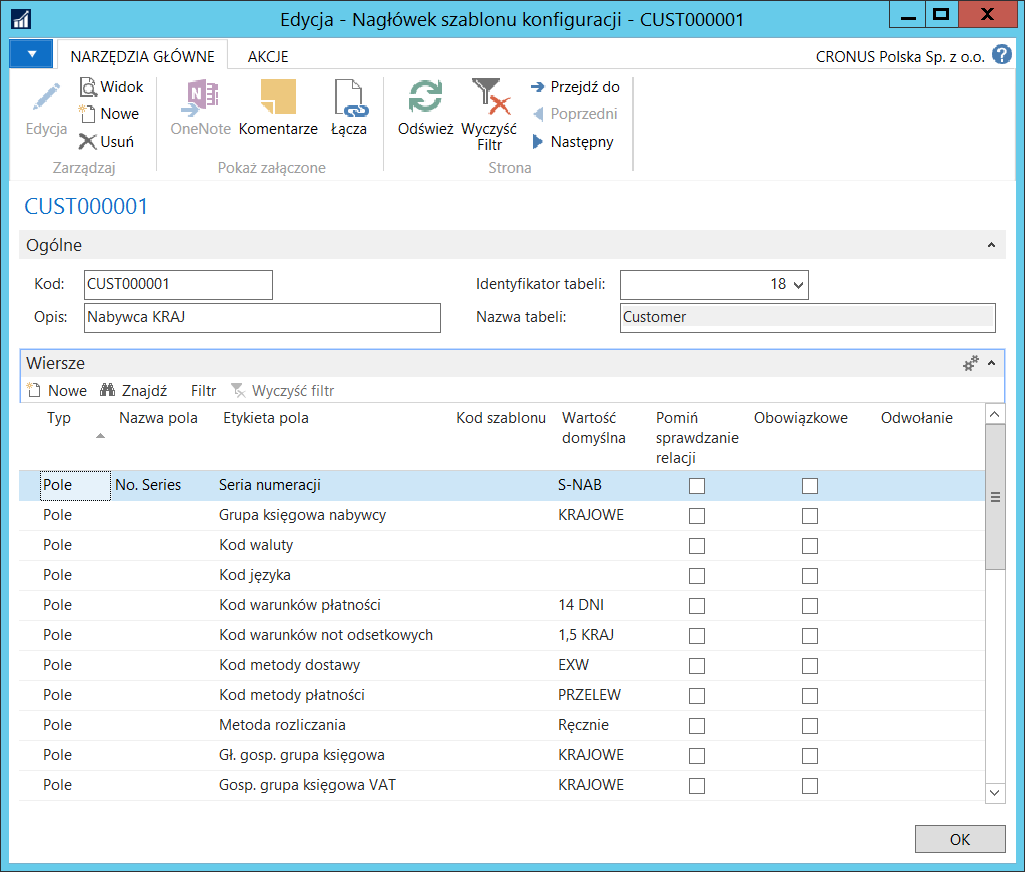 Edycja - Nagłówek szablonu konfiguracji - CUST000001
NARZĘDZIA GŁÓWNE AKCJE CRONUS Polska Sp. z o.o. ?
Edycja
Widok
Nowe
Usuń
Zarządzaj
OneNote Komentarze Łącza
Pokaż załączone
Odśwież Wyczyść
Filtr
Przejdź do
Poprzedni
Następny
Strona
CUST000001
Ogólne
Kod: CUST000001 Identyfikator tabeli: 18
Opis: Nabywca KRAJ Nazwa tabeli: Customer
Wiersze
Nowe Znajdź Filtr Wyczyść filtr
Typ Nazwa pola Etykieta pola Kod szablonu Wartość domyślna Pomiń sprawdzanie relacji Obowiązkowe Odwołanie
Pole No. Series Seria numeracji S-NAB
Pole Grupa księgowa nabywcy KRAJOWE
Pole Kod waluty
Pole Kod języka
Pole Kod warunków płatności 14 DNI
Pole Kod warunków not odsetkowych 1,5 KRAJ
Pole Kod metody dostawy EXW
Pole Kod metody płatności PRZELEW
Pole Metoda rozliczania Ręcznie
Pole Gł. gosp. grupa księgowa KRAJOWE
Pole Gosp. grupa księgowa VAT KRAJOWE
OK